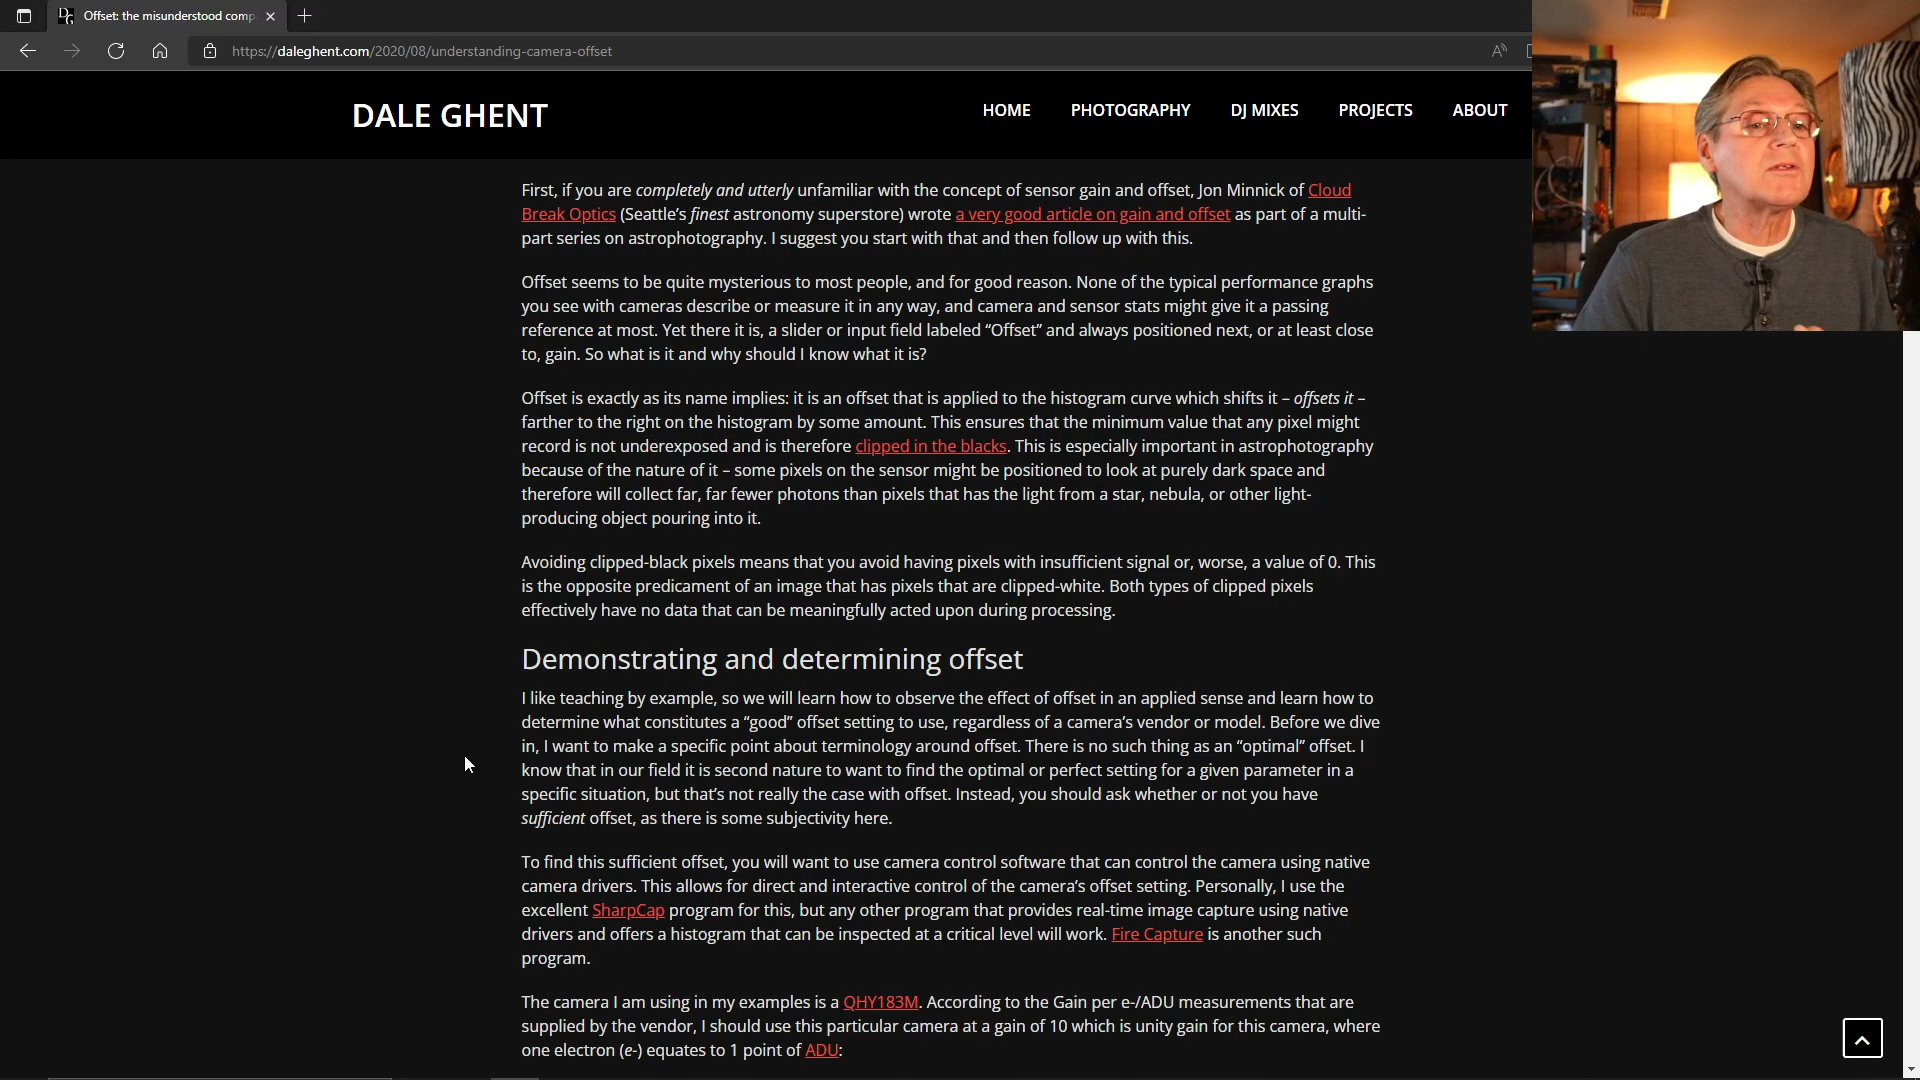 Offset: the misunderstood comp
https://daleghent.com/2020/08/understanding-camera-offset
DALE GHENT
HOME PHOTOGRAPHY DJ MIXES PROJECTS ABOUT
First, if you are completely and utterly unfamiliar with the concept of sensor gain and offset, Jon Minnick of Cloud
Break Optics (Seattle's finest astronomy superstore) wrote a very good article on gain and offset as part of a multi-
part series on astrophotography. I suggest you start with that and then follow up with this.
Offset seems to be quite mysterious to most people, and for good reason. None of the typical performance graphs
you see with cameras describe or measure it in any way, and camera and sensor stats might give it a passing
reference at most. Yet there it is, a slider or input field labeled “Offset” and always positioned next, or at least close
to, gain. So what is it and why should I know what it is?
Offset is exactly as its name implies: it is an offset that is applied to the histogram curve which shifts it – offsets it –
farther to the right on the histogram by some amount. This ensures that the minimum value that any pixel might
record is not underexposed and is therefore clipped in the blacks. This is especially important in astrophotography
because of the nature of it – some pixels on the sensor might be positioned to look at purely dark space and
therefore will collect far, far fewer photons than pixels that has the light from a star, nebula, or other light-
producing object pouring into it.
Avoiding clipped-black pixels means that you avoid having pixels with insufficient signal or, worse, a value of 0. This
is the opposite predicament of an image that has pixels that are clipped-white. Both types of clipped pixels
effectively have no data that can be meaningfully acted upon during processing.
Demonstrating and determining offset
I like teaching by example, so we will learn how to observe the effect of offset in an applied sense and learn how to
determine what constitutes a “good” offset setting to use, regardless of a camera's vendor or model. Before we dive
in, I want to make a specific point about terminology around offset. There is no such thing as an “optimal” offset. I
know that in our field it is second nature to want to find the optimal or perfect setting for a given parameter in a
specific situation, but that's not really the case with offset. Instead, you should ask whether or not you have
sufficient offset, as there is some subjectivity here.
To find this sufficient offset, you will want to use camera control software that can control the camera using native
camera drivers. This allows for direct and interactive control of the camera's offset setting. Personally, I use the
excellent SharpCap program for this, but any other program that provides real-time image capture using native
drivers and offers a histogram that can be inspected at a critical level will work. Fire Capture is another such
program.
The camera I am using in my examples is a QHY183M. According to the Gain per e-/ADU measurements that are
supplied by the vendor, I should use this particular camera at a gain of 10 which is unity gain for this camera, where
one electron (e-) equates to 1 point of ADU: